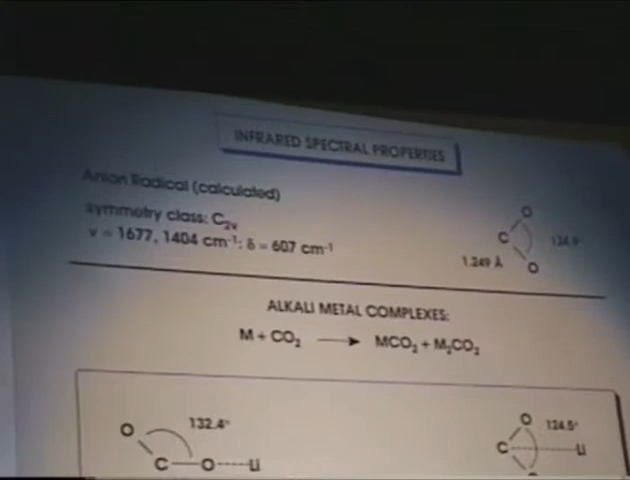 INFRARED SPECTRAL PROPERTIES
Anion Radical (calculated)
symmetry class: C₂ᵥ
ν = 1677, 1404 cm⁻¹; δ = 607 cm⁻¹
O
C
1.249 Å
O
ALKALI METAL COMPLEXES:
M + CO₂ → MCO₂ + M₂CO₂
O
132.4°
C—O----Li
O
124.5°
C----Li